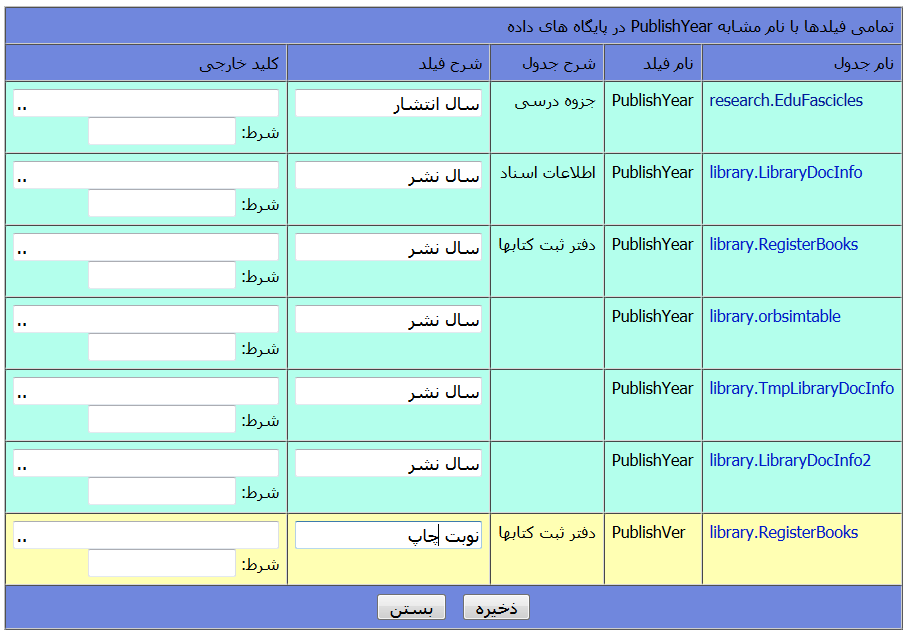 تمامی فیلدها با نام مشابه PublishYear در پایگاه های داده
نام جدول نام فیلد شرح جدول شرح فیلد کلید خارجی
research.EduFascicles PublishYear جزوه درسی سال انتشار ..
شرط:
library.LibraryDocInfo PublishYear اطلاعات اسناد سال نشر ..
شرط:
library.RegisterBooks PublishYear دفتر ثبت کتابها سال نشر ..
شرط:
library.orbsimtable PublishYear سال نشر ..
شرط:
library.TmpLibraryDocInfo PublishYear سال نشر ..
شرط:
library.LibraryDocInfo2 PublishYear سال نشر ..
شرط:
library.RegisterBooks PublishVer دفتر ثبت کتابها نوبت چاپ ..
شرط:
ذخیره بستن